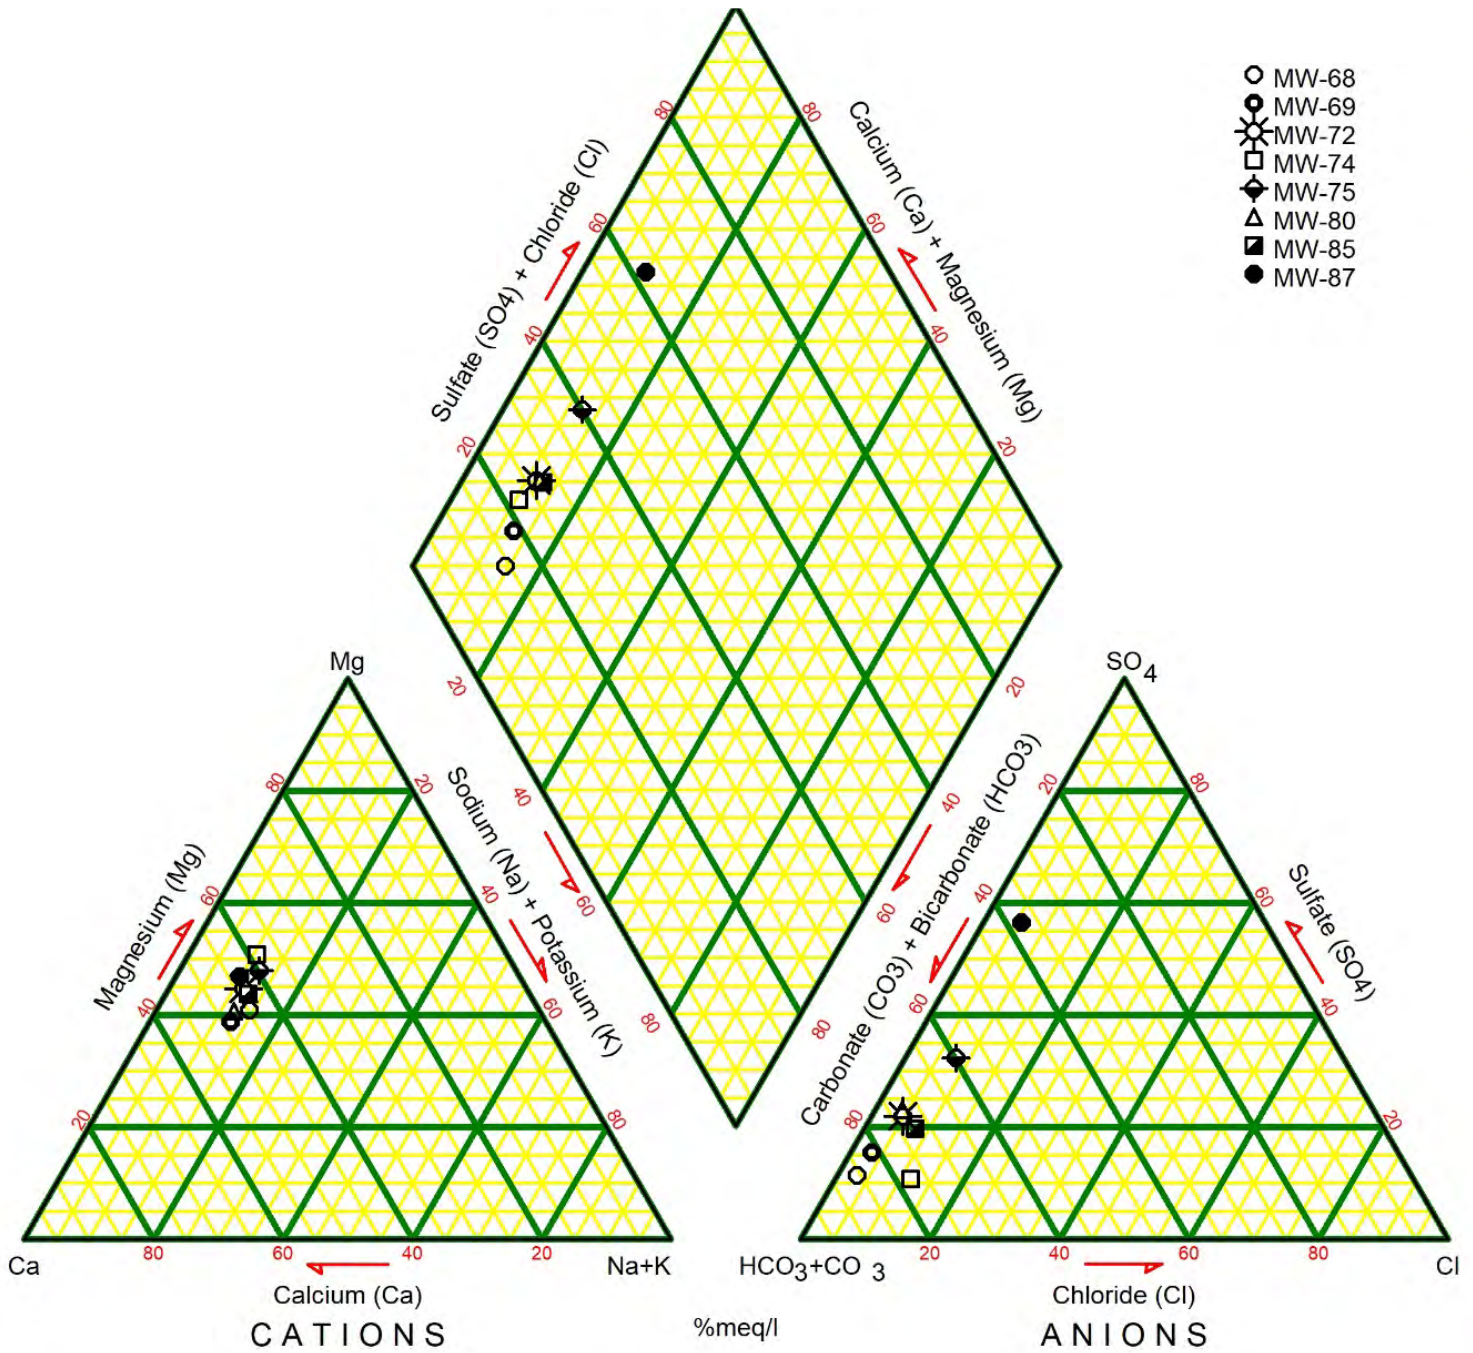 MW-68
MW-69
MW-72
MW-74
MW-75
MW-80
MW-85
MW-87
80
80
Sulfate (SO4) + Chloride (Cl)
Calcium (Ca) + Magnesium (Mg)
60
60
40
40
20
20
20
20
40
40
60
60
80
80
Mg
80
20
Magnesium (Mg)
Sodium (Na) + Potassium (K)
60
40
40
60
20
80
Ca
80
60
40
20
Na+K
Calcium (Ca)
CATIONS
%meq/l
SO4
20
80
Carbonate (CO3) + Bicarbonate (HCO3)
Sulfate (SO4)
40
60
60
40
80
20
HCO3+CO3
20
40
60
80
Cl
Chloride (Cl)
ANIONS